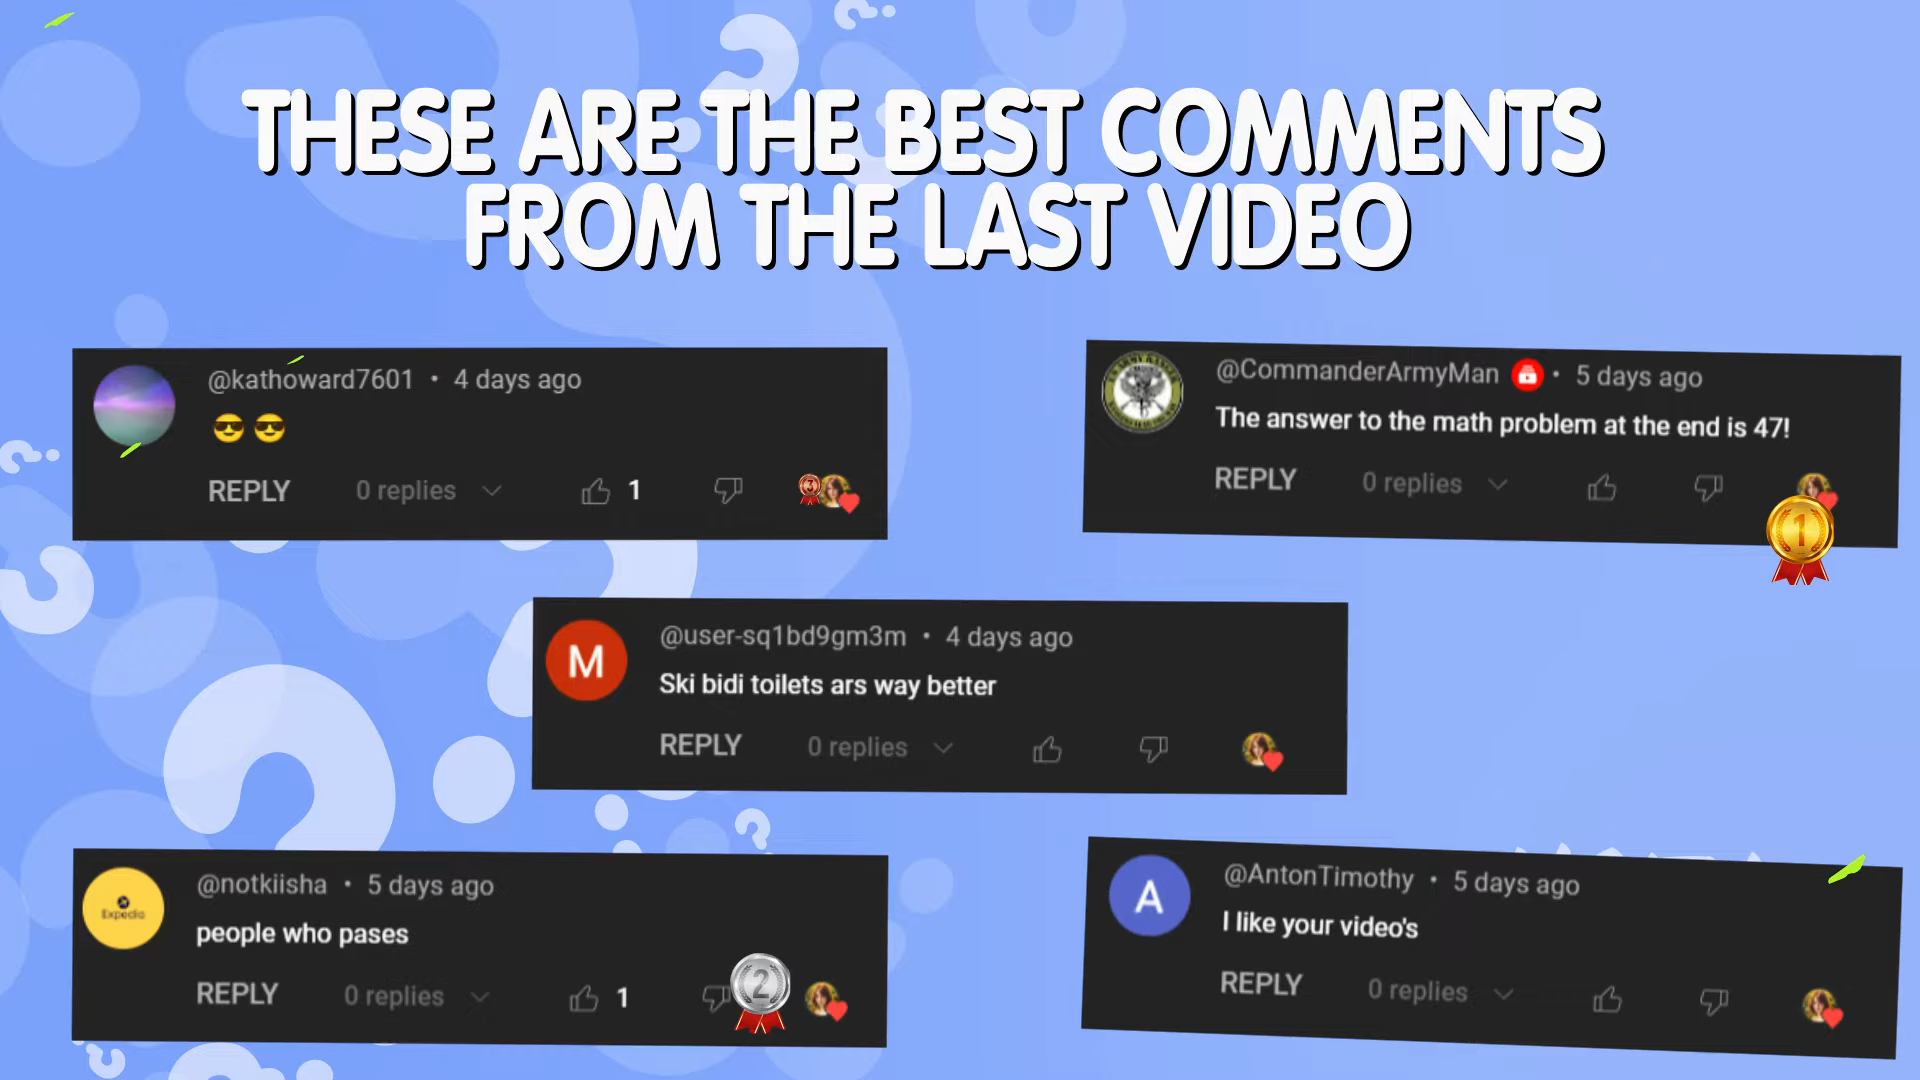 THESE ARE THE BEST COMMENTS
FROM THE LAST VIDEO
@kathoward7601 • 4 days ago
😎😎
REPLY 0 replies 1
3
@CommanderArmyMan • 5 days ago
The answer to the math problem at the end is 47!
REPLY 0 replies
1
M
@user-sq1bd9gm3m • 4 days ago
Ski bidi toilets ars way better
REPLY 0 replies
Expedia
@notkiisha • 5 days ago
people who pases
REPLY 0 replies 1
2
A
@AntonTimothy • 5 days ago
I like your video's
REPLY 0 replies